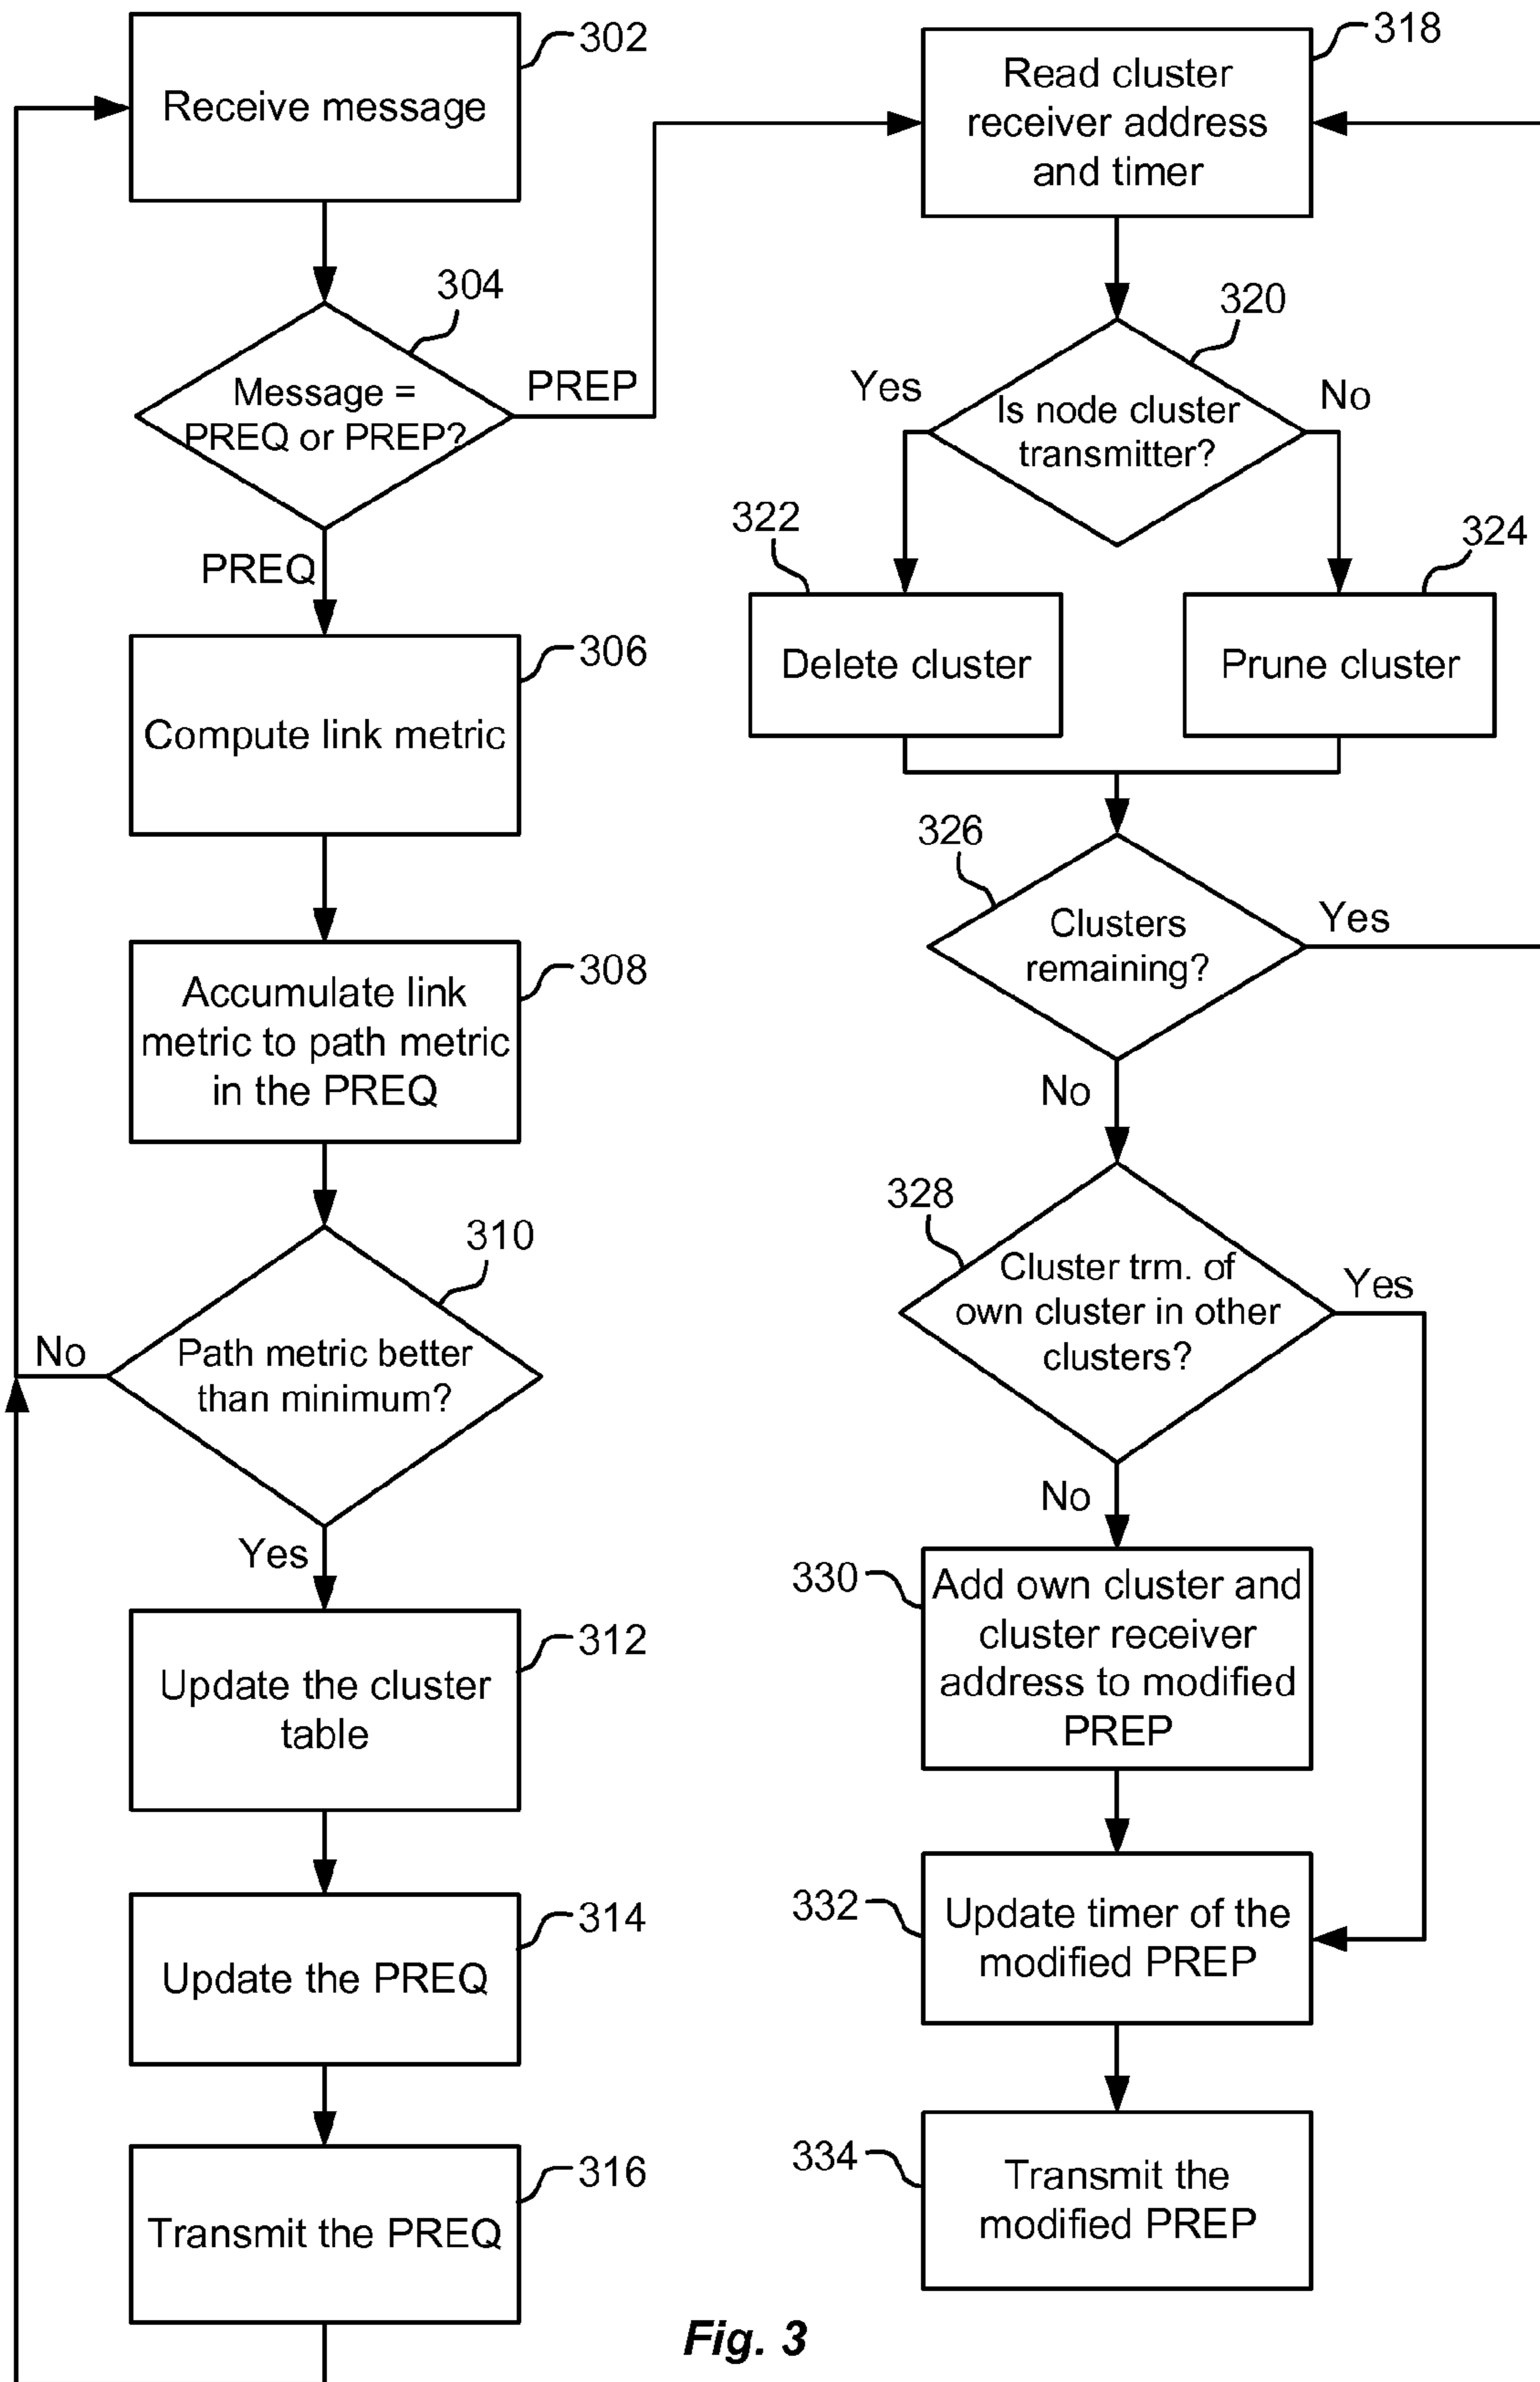 302
Receive message
304
Message =
PREQ or PREP?
PREP
PREQ
306
Compute link metric
308
Accumulate link
metric to path metric
in the PREQ
310
No
Path metric better
than minimum?
Yes
312
Update the cluster
table
314
Update the PREQ
316
Transmit the PREQ
318
Read cluster
receiver address
and timer
320
Yes
Is node cluster
transmitter?
No
322
Delete cluster
324
Prune cluster
326
Clusters
remaining?
Yes
No
328
Cluster trm. of
own cluster in other
clusters?
Yes
No
330
Add own cluster and
cluster receiver
address to modified
PREP
332
Update timer of the
modified PREP
334
Transmit the
modified PREP
Fig. 3